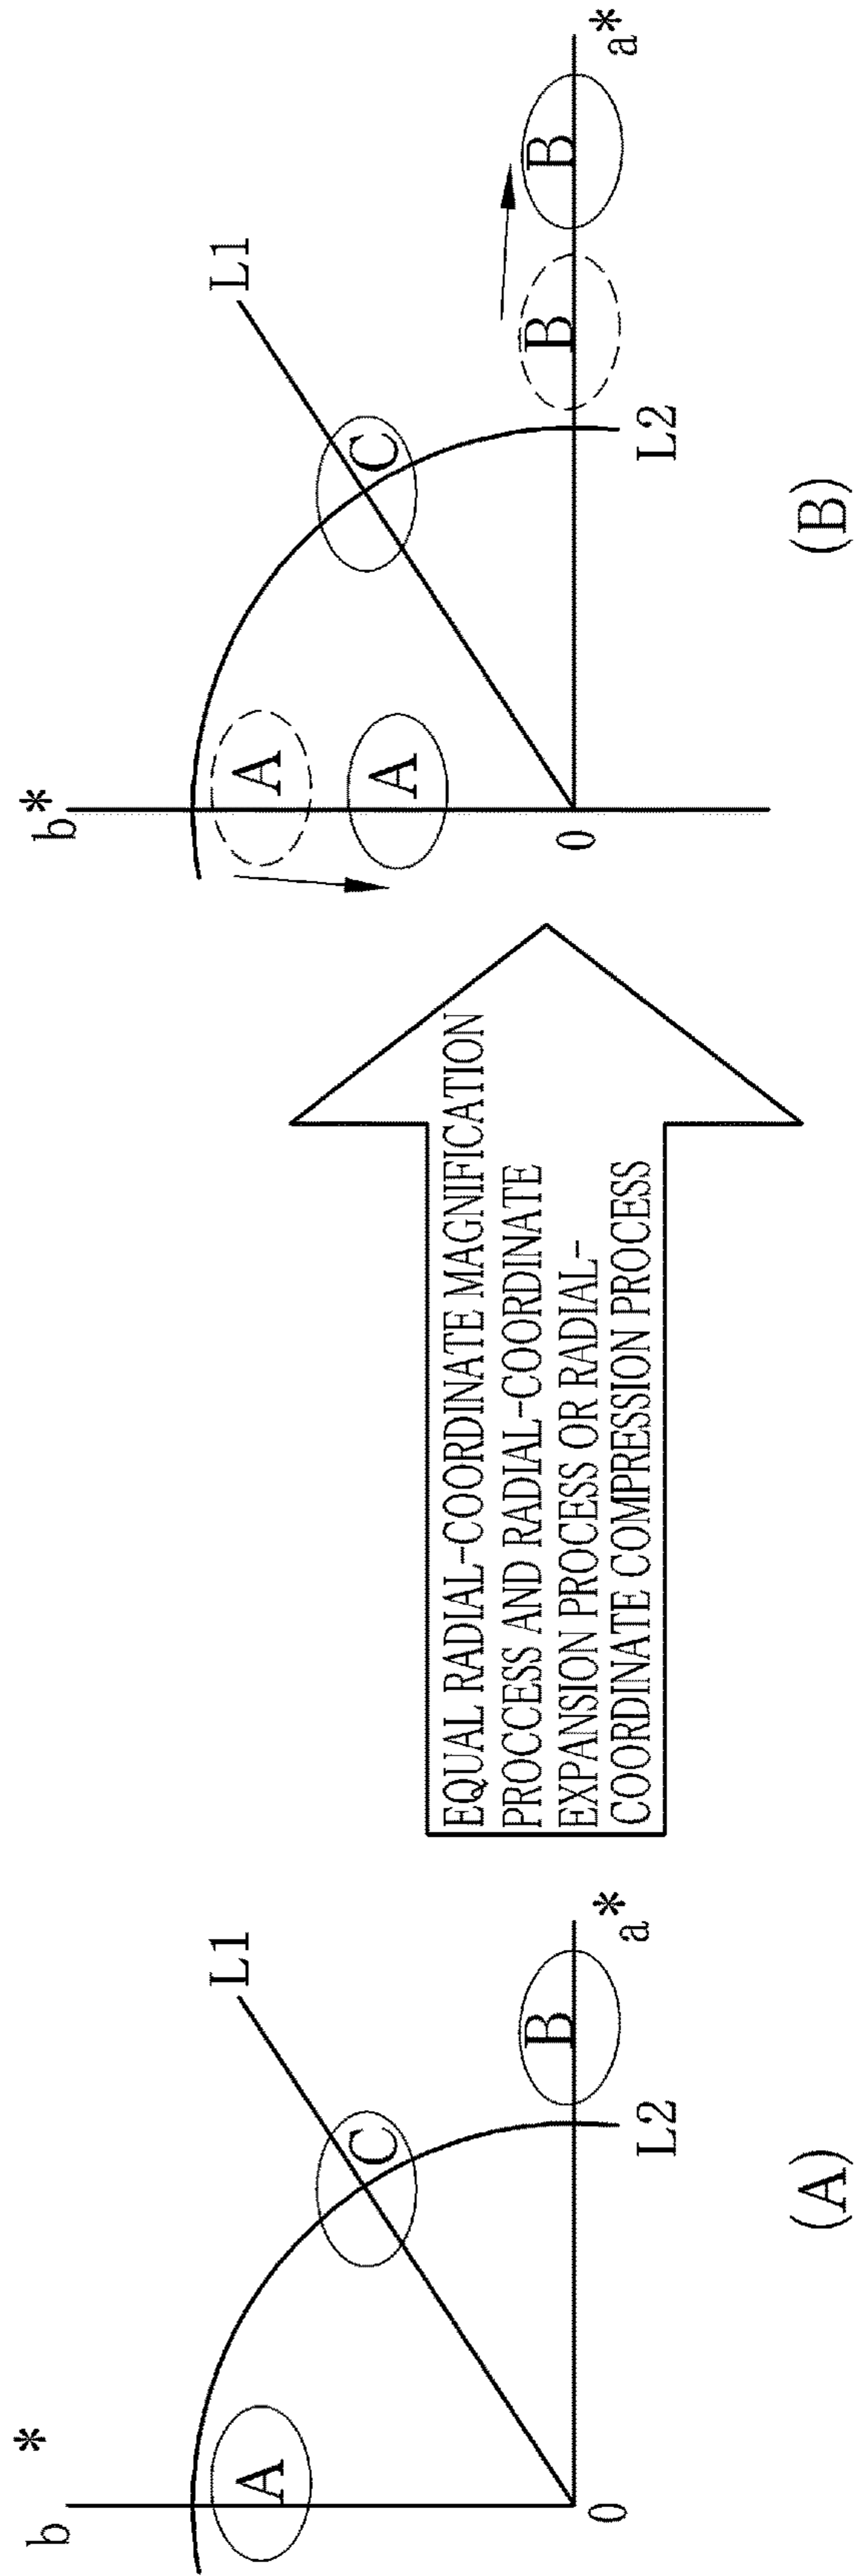 b*
A
C
L1
B
a*
0
L2
(A)
EQUAL RADIAL-COORDINATE MAGNIFICATION
PROCCESS AND RADIAL-COORDINATE
EXPANSION PROCESS OR RADIAL-
COORDINATE COMPRESSION PROCESS
b*
A
A
C
L1
B
B
a*
0
L2
(B)